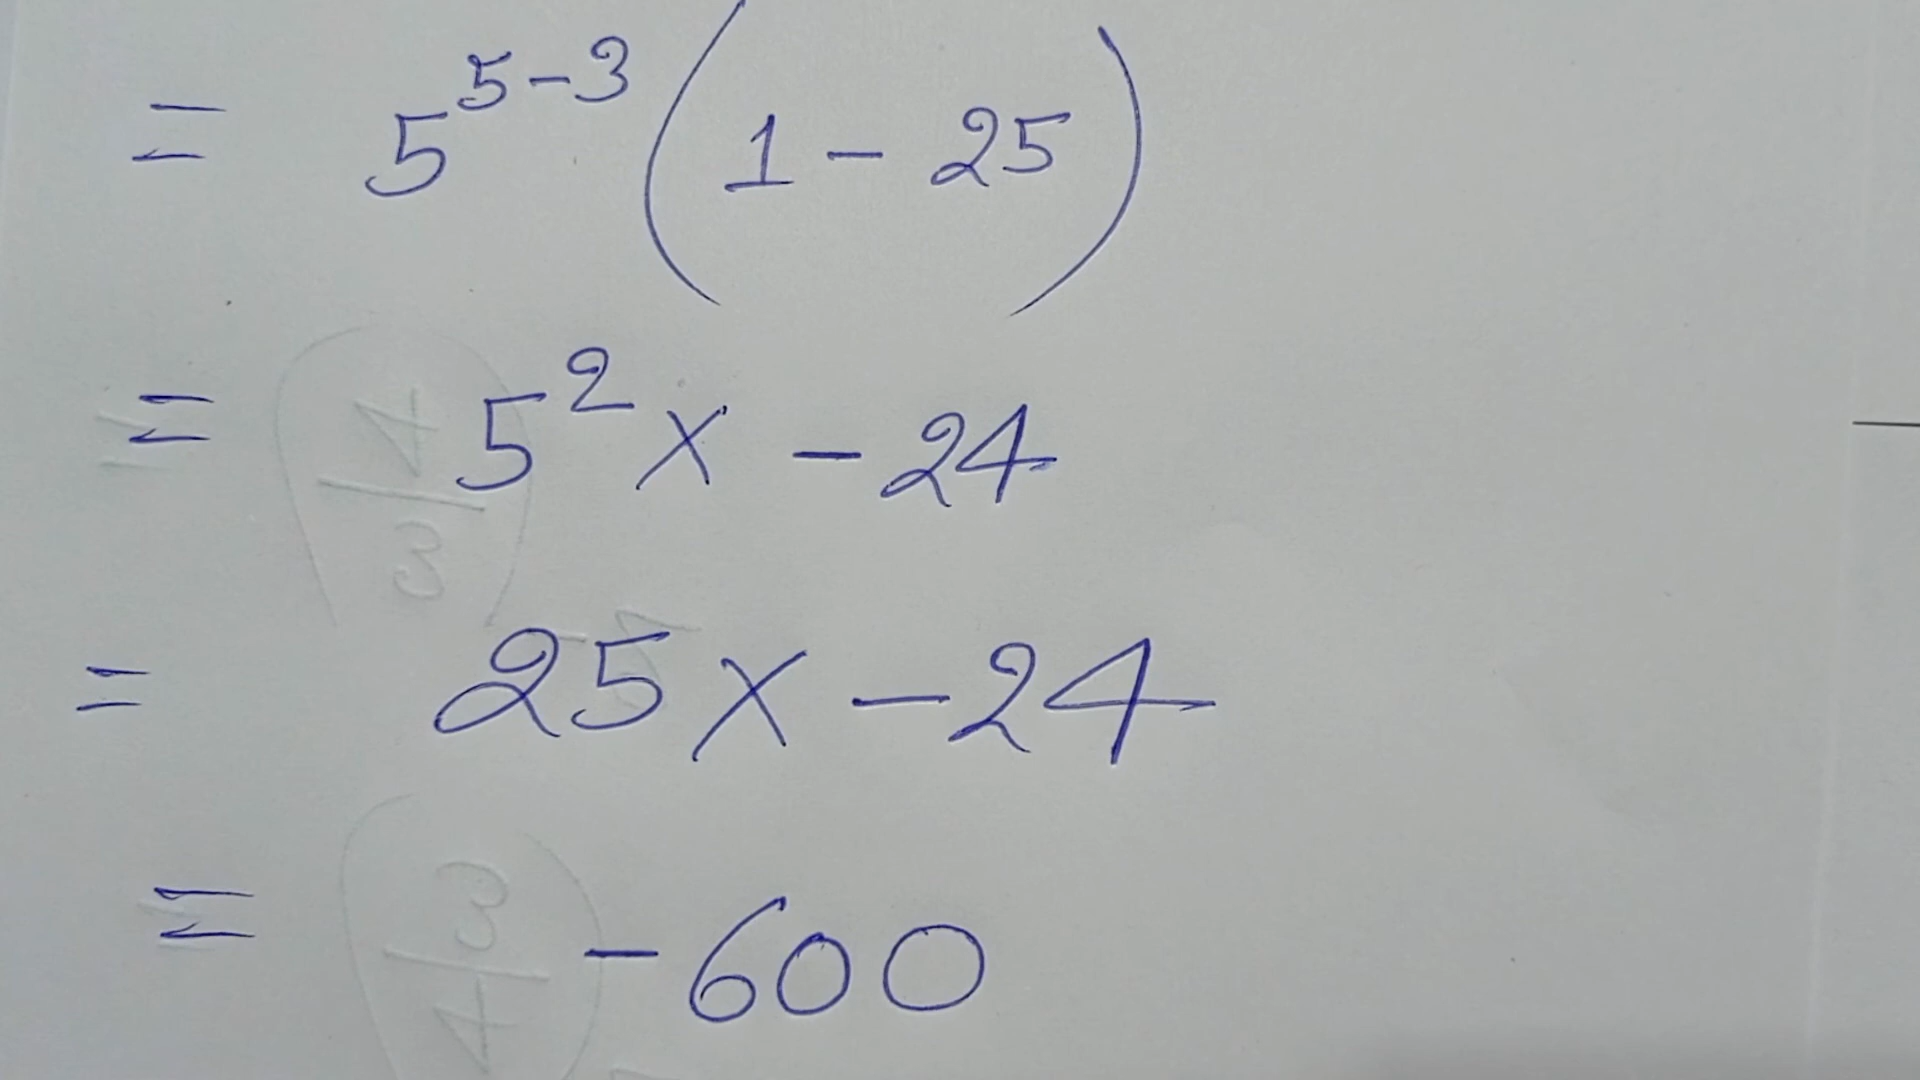 = 5^{5-3} (1 - 25)
= 5^2 x - 24
= 25 x - 24
= - 600